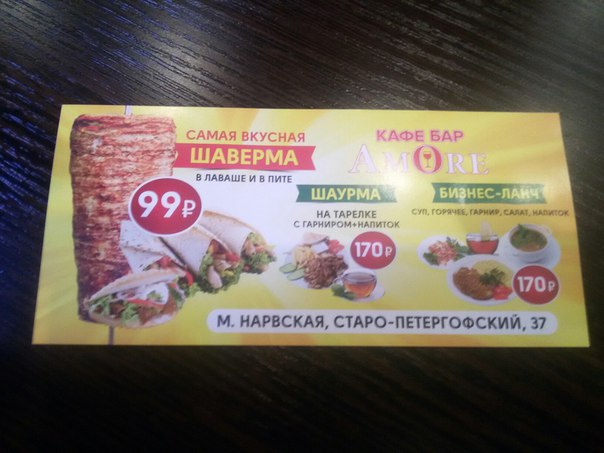 САМАЯ ВКУСНАЯ
ШАВЕРМА
В ЛАВАШЕ И В ПИТЕ
99₽
КАФЕ БАР
AMORE
ШАУРМА
НА ТАРЕЛКЕ
С ГАРНИРОМ+НАПИТОК
170₽
БИЗНЕС-ЛАНЧ
СУП, ГОРЯЧЕЕ, ГАРНИР, САЛАТ, НАПИТОК
170₽
М. НАРВСКАЯ, СТАРО-ПЕТЕРГОФСКИЙ, 37